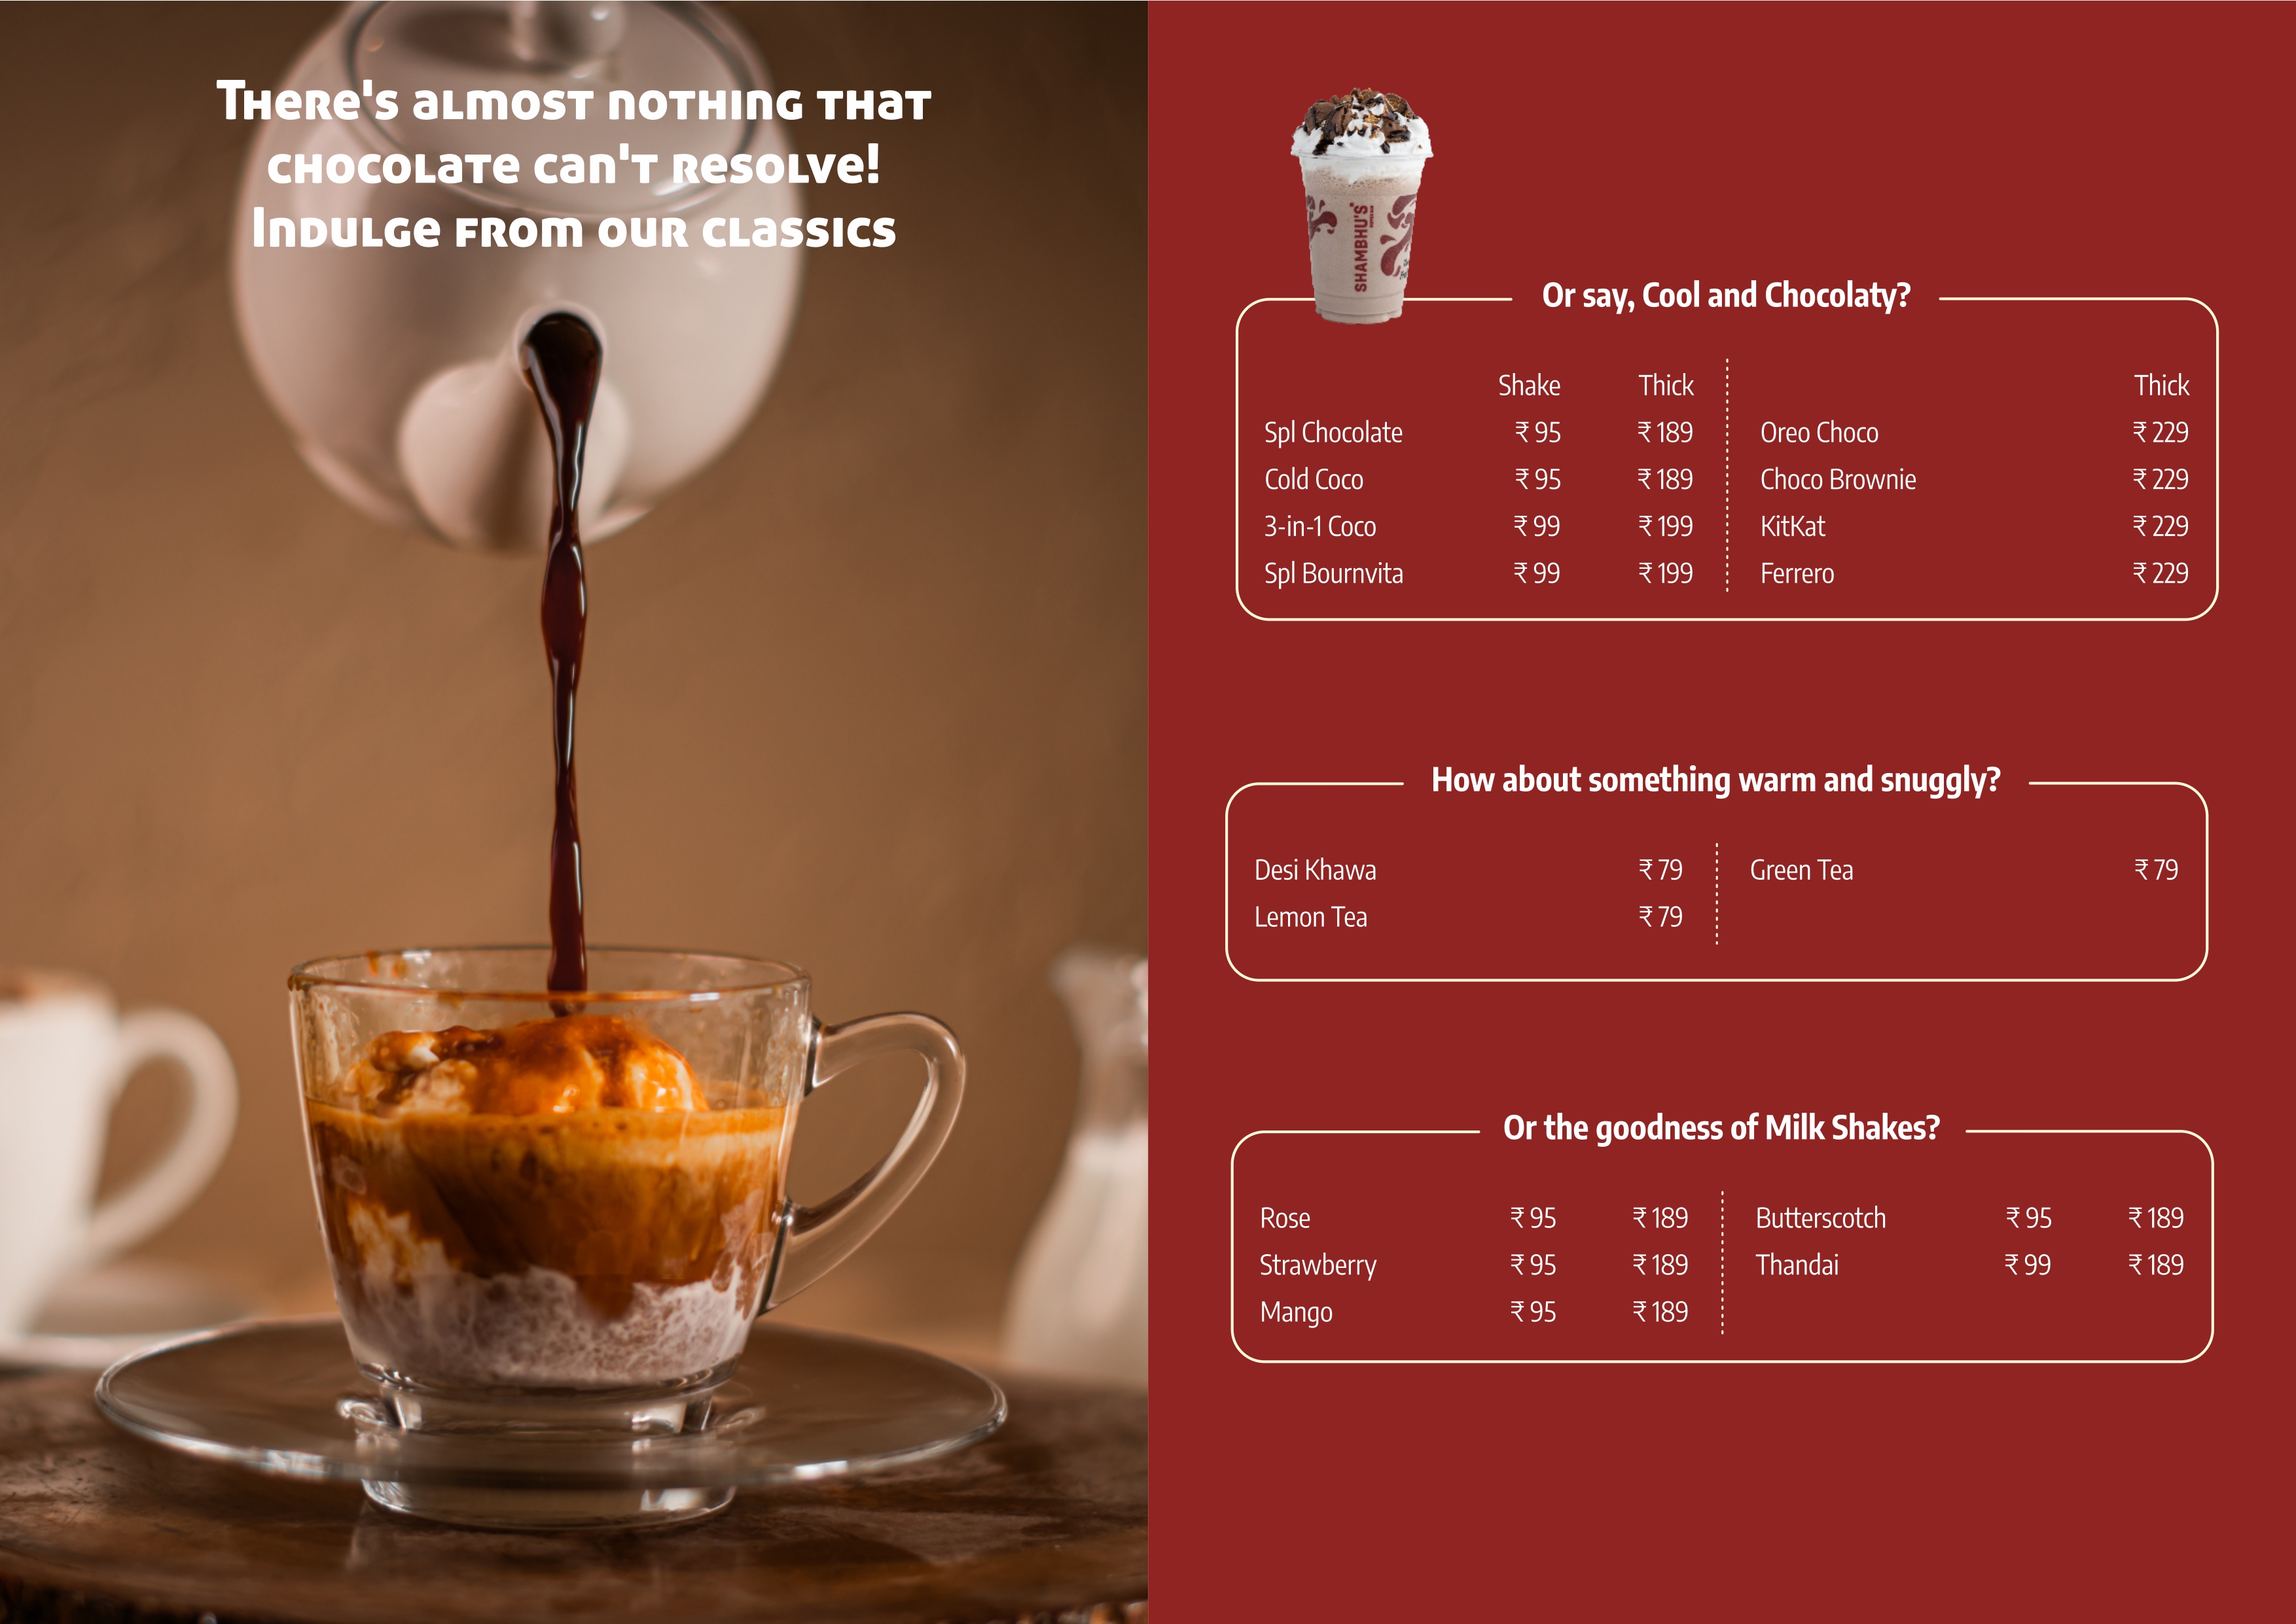 There's almost nothing that
chocolate can't resolve!
Indulge from our classics
SHAMBHU'S
Or say, Cool and Chocolaty?
Shake Thick
Spl Chocolate ₹ 95 ₹ 189
Cold Coco ₹ 95 ₹ 189
3-in-1 Coco ₹ 99 ₹ 199
Spl Bournvita ₹ 99 ₹ 199
Thick
Oreo Choco ₹ 229
Choco Brownie ₹ 229
KitKat ₹ 229
Ferrero ₹ 229
How about something warm and snuggly?
Desi Khawa ₹ 79
Lemon Tea ₹ 79
Green Tea ₹ 79
Or the goodness of Milk Shakes?
Rose ₹ 95 ₹ 189
Strawberry ₹ 95 ₹ 189
Mango ₹ 95 ₹ 189
Butterscotch ₹ 95 ₹ 189
Thandai ₹ 99 ₹ 189